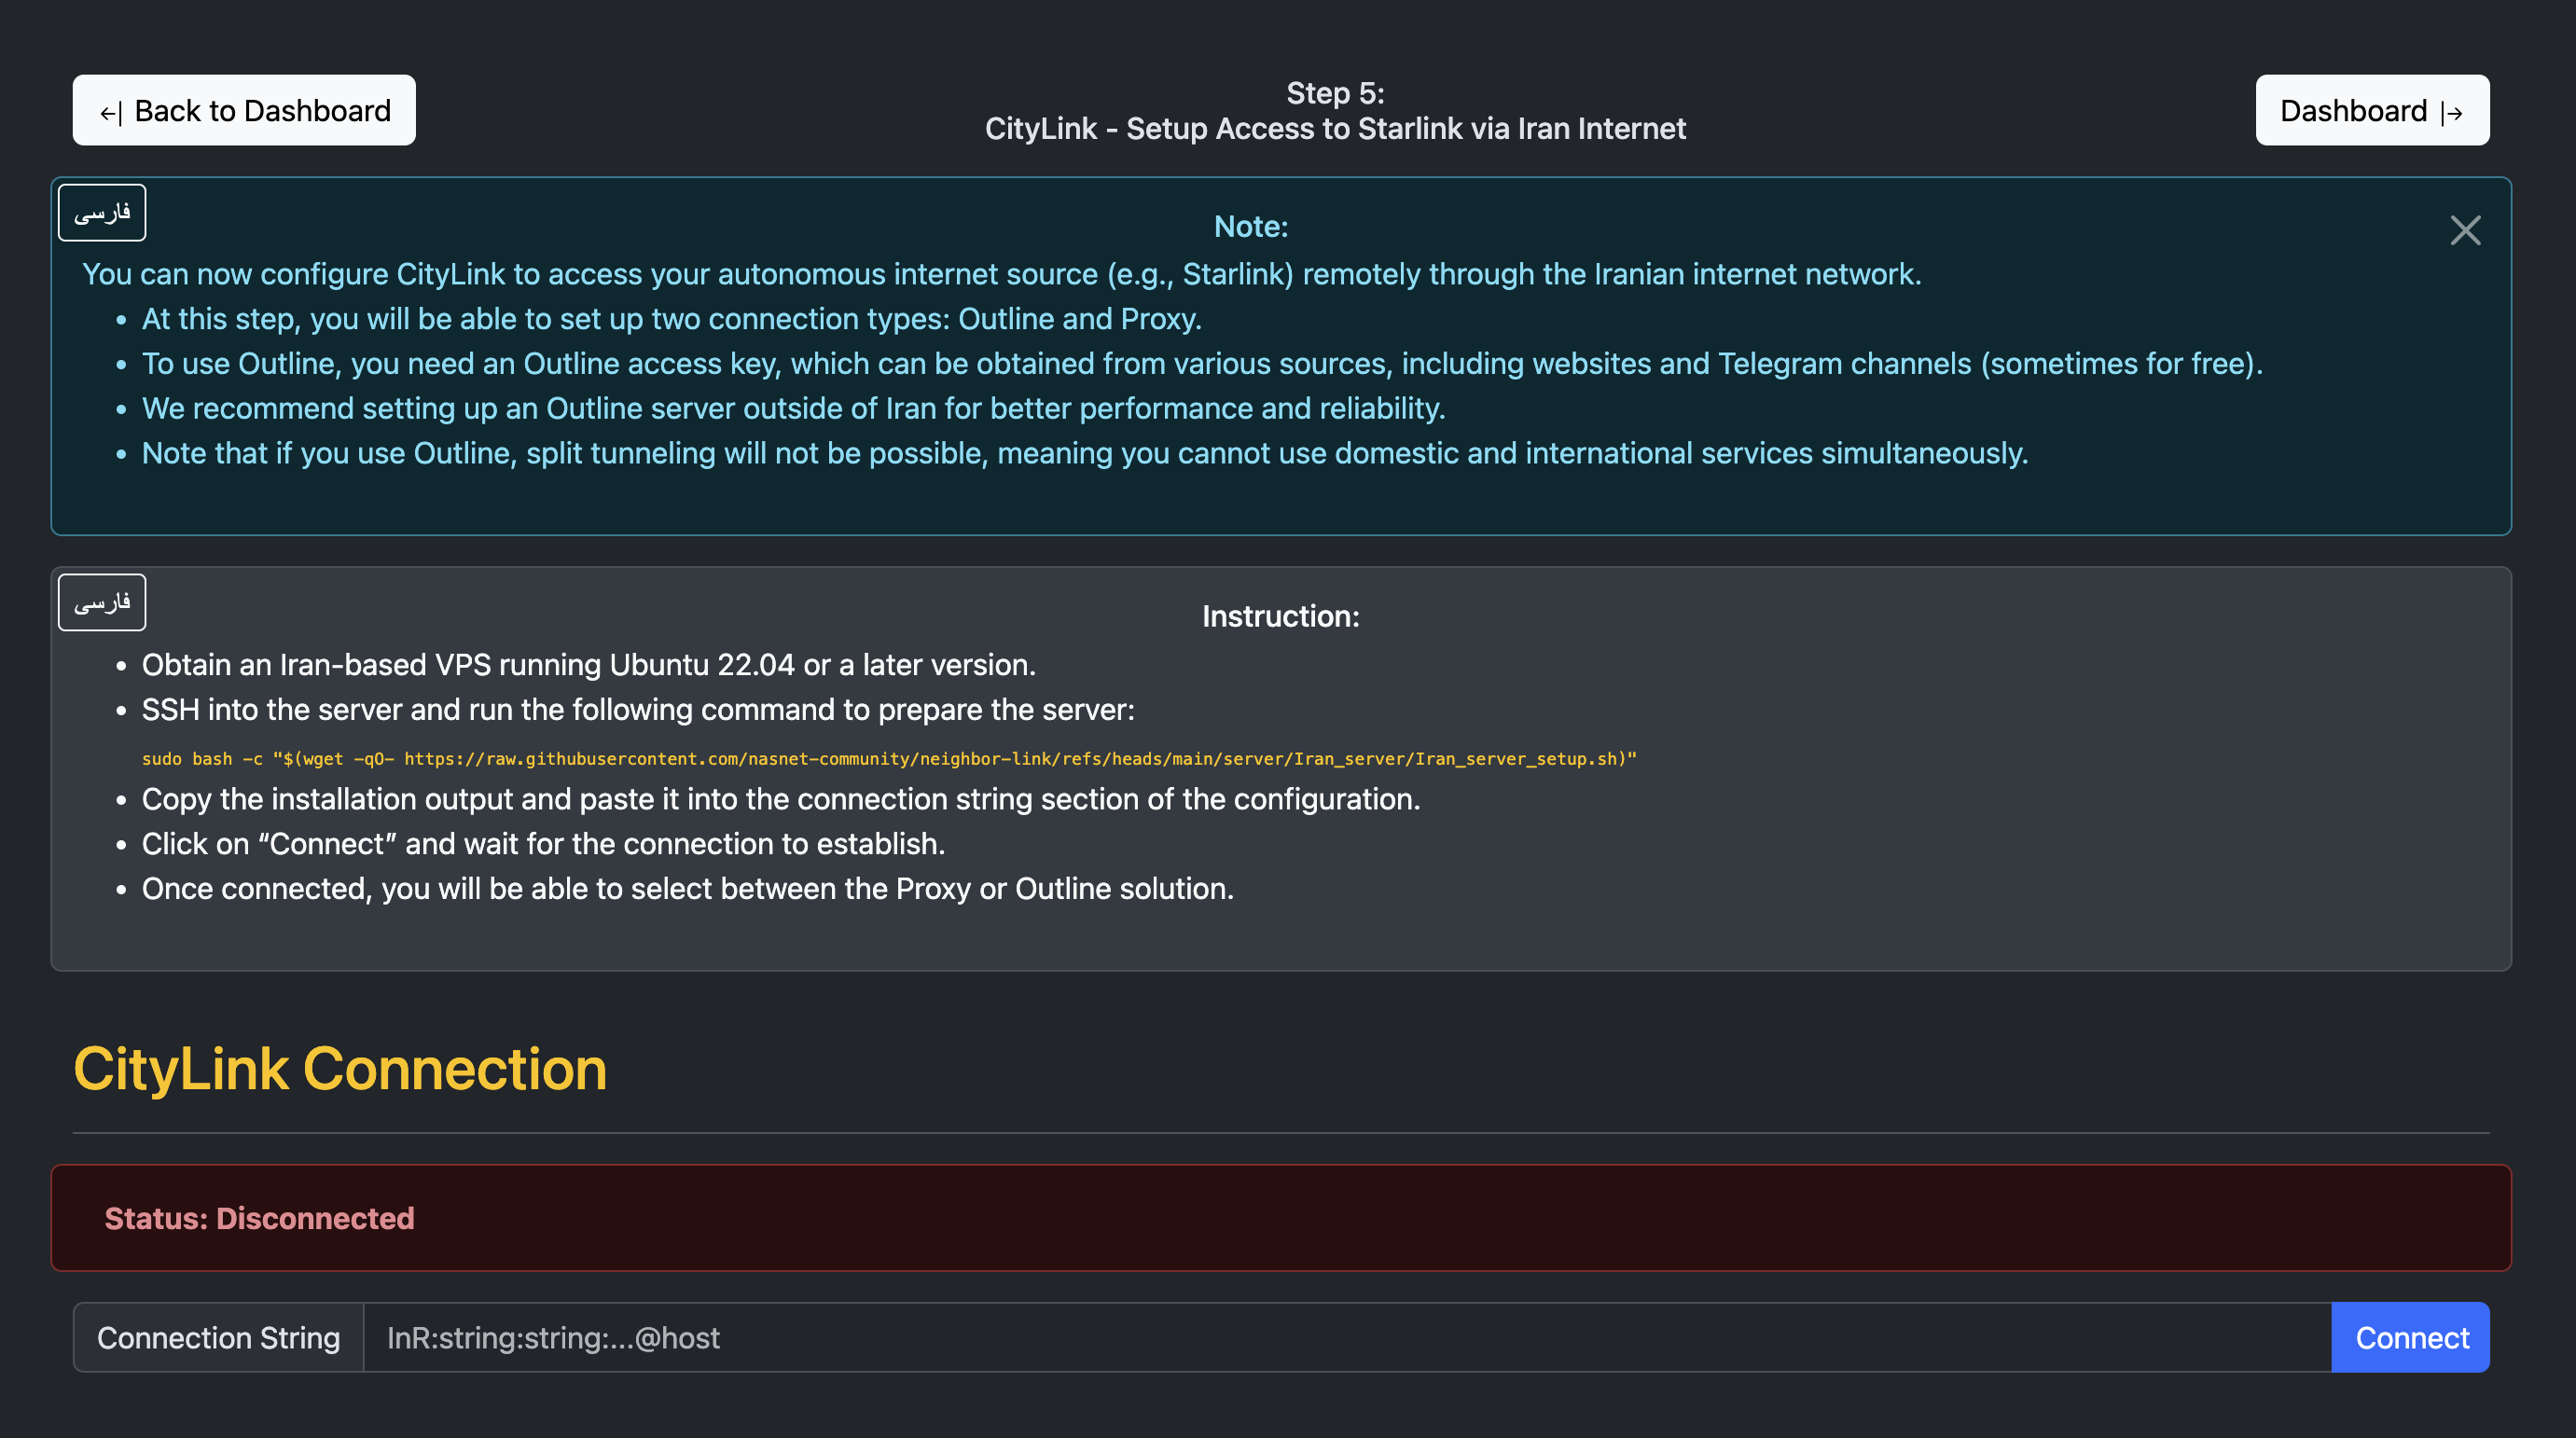 ←| Back to Dashboard
Step 5:
CityLink - Setup Access to Starlink via Iran Internet
Dashboard |→
فارسی
Note:
You can now configure CityLink to access your autonomous internet source (e.g., Starlink) remotely through the Iranian internet network.
• At this step, you will be able to set up two connection types: Outline and Proxy.
• To use Outline, you need an Outline access key, which can be obtained from various sources, including websites and Telegram channels (sometimes for free).
• We recommend setting up an Outline server outside of Iran for better performance and reliability.
• Note that if you use Outline, split tunneling will not be possible, meaning you cannot use domestic and international services simultaneously.
فارسی
Instruction:
• Obtain an Iran-based VPS running Ubuntu 22.04 or a later version.
• SSH into the server and run the following command to prepare the server:
sudo bash -c "$(wget -qO- https://raw.githubusercontent.com/nasnet-community/neighbor-link/refs/heads/main/server/Iran_server/Iran_server_setup.sh)"
• Copy the installation output and paste it into the connection string section of the configuration.
• Click on “Connect” and wait for the connection to establish.
• Once connected, you will be able to select between the Proxy or Outline solution.
CityLink Connection
Status: Disconnected
Connection String
InR:string:string:...@host
Connect